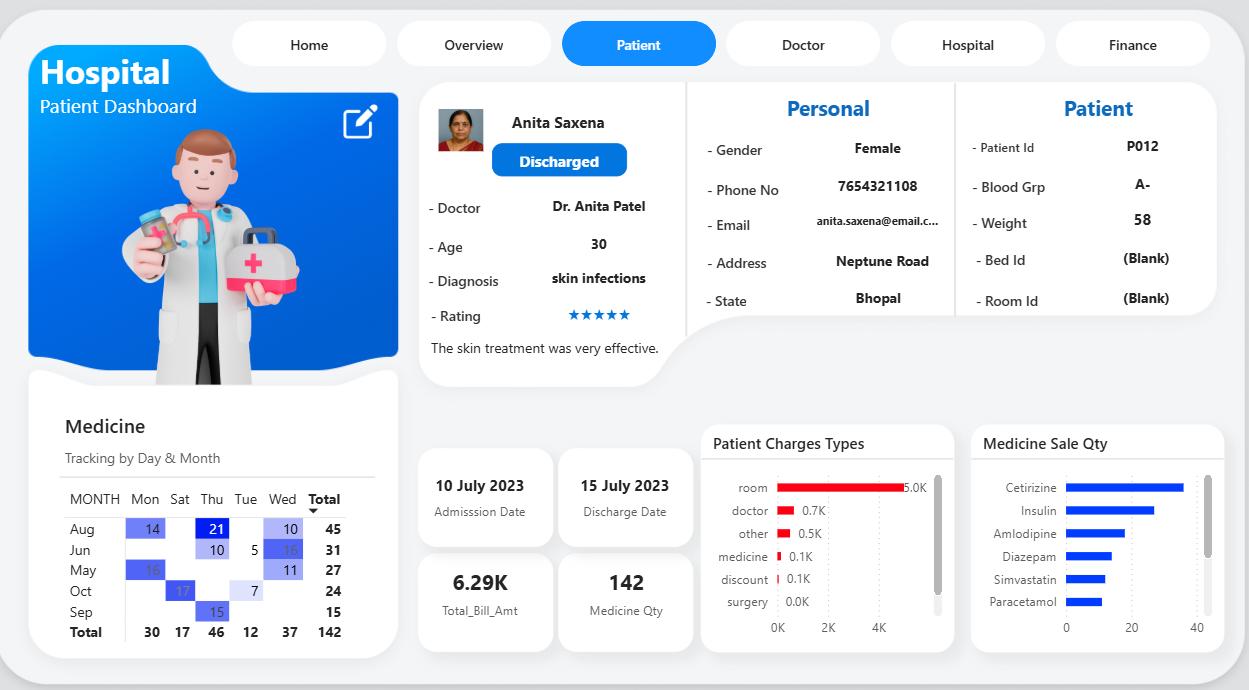 Home
Overview
Patient
Doctor
Hospital
Finance
Hospital
Patient Dashboard
Anita Saxena
Discharged
- Doctor Dr. Anita Patel
- Age 30
- Diagnosis skin infections
- Rating ★★★★★
The skin treatment was very effective.
Personal
- Gender Female
- Phone No 7654321108
- Email anita.saxena@email.c...
- Address Neptune Road
- State Bhopal
Patient
- Patient Id P012
- Blood Grp A-
- Weight 58
- Bed Id (Blank)
- Room Id (Blank)
Medicine
Tracking by Day & Month
MONTH Mon Sat Thu Tue Wed Total
Aug 14 21 10 45
Jun 10 5 16 31
May 16 11 27
Oct 17 7 24
Sep 15 15
Total 30 17 46 12 37 142
10 July 2023
Admisssion Date
15 July 2023
Discharge Date
6.29K
Total_Bill_Amt
142
Medicine Qty
Patient Charges Types
room 5.0K
doctor 0.7K
other 0.5K
medicine 0.1K
discount 0.1K
surgery 0.0K
0K 2K 4K
Medicine Sale Qty
Cetirizine
Insulin
Amlodipine
Diazepam
Simvastatin
Paracetamol
0 20 40